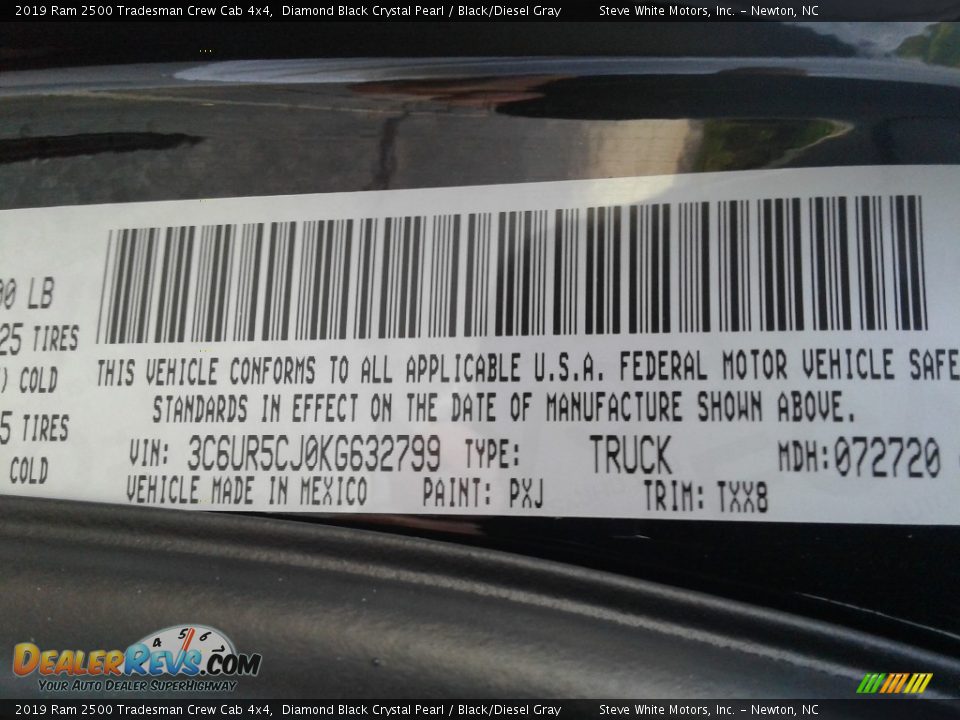 2019 Ram 2500 Tradesman Crew Cab 4x4, Diamond Black Crystal Pearl / Black/Diesel Gray Steve White Motors, Inc. – Newton, NC
00 LB
25 TIRES
) COLD
5 TIRES
COLD
THIS VEHICLE CONFORMS TO ALL APPLICABLE U.S.A. FEDERAL MOTOR VEHICLE SAFE
STANDARDS IN EFFECT ON THE DATE OF MANUFACTURE SHOWN ABOVE.
VIN: 3C6UR5CJ0KG632799 TYPE: TRUCK MDH:072720
VEHICLE MADE IN MEXICO PAINT: PXJ TRIM: TXX8
4 5 6
DEALERREVS.COM
YOUR AUTO DEALER SUPERHIGHWAY
2019 Ram 2500 Tradesman Crew Cab 4x4, Diamond Black Crystal Pearl / Black/Diesel Gray Steve White Motors, Inc. – Newton, NC